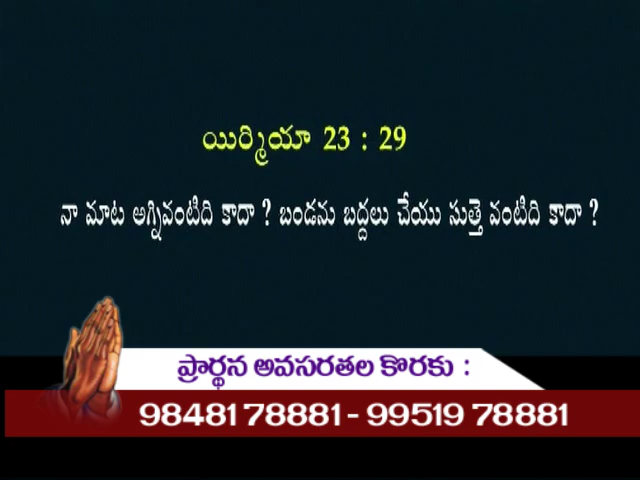 యిర్మియా 23 : 29
నా మాట అగ్నివంటిది కాదా ? బండను బద్దలు చేయు సుత్తె వంటిది కాదా ?
ప్రార్థన అవసరతల కొరకు :
98481 78881 - 99519 78881